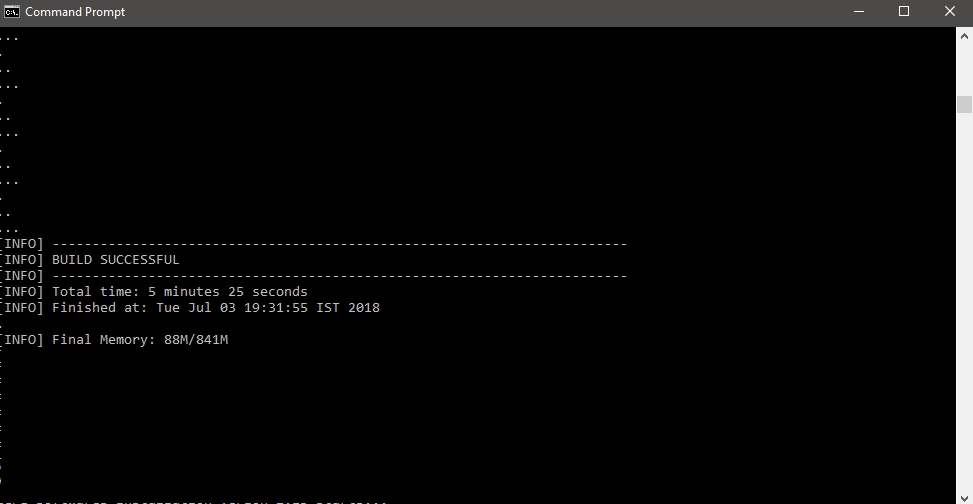 Command Prompt
...
.
..
...
.
..
...
.
..
...
.
..
...
[INFO] ------------------------------------------------------------------------
[INFO] BUILD SUCCESSFUL
[INFO] ------------------------------------------------------------------------
[INFO] Total time: 5 minutes 25 seconds
[INFO] Finished at: Tue Jul 03 19:31:55 IST 2018
.
[INFO] Final Memory: 88M/841M